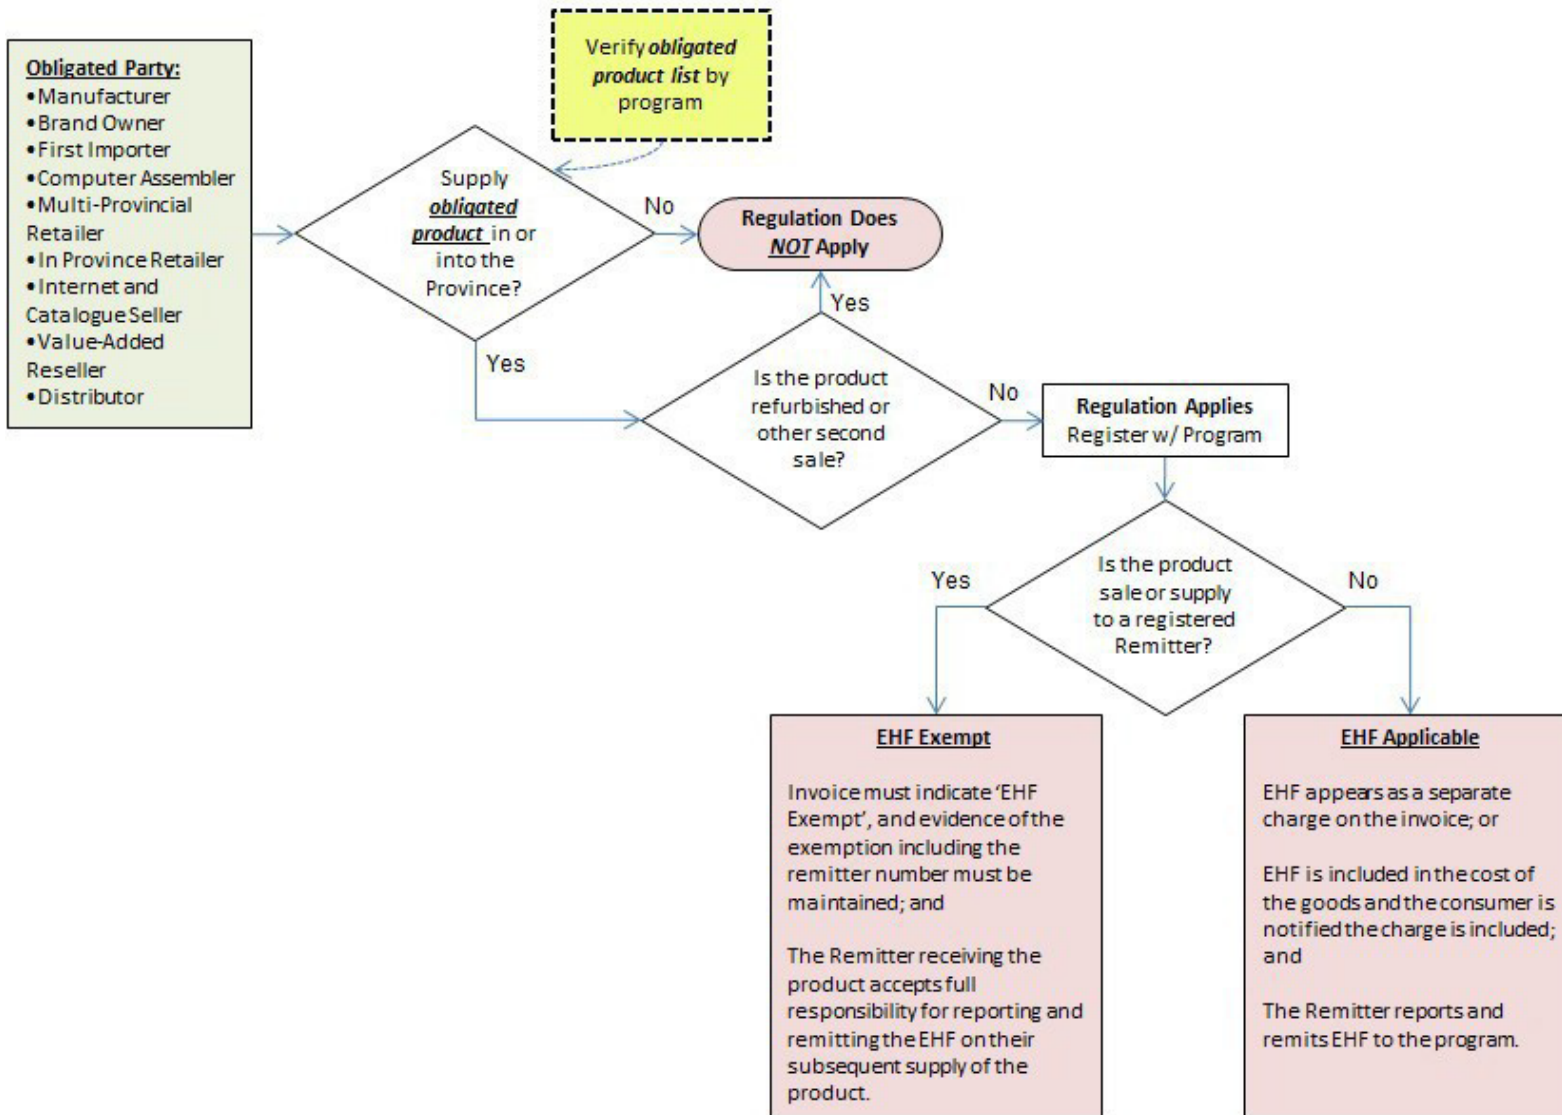 Obligated Party:
•Manufacturer
•Brand Owner
•First Importer
•Computer Assembler
•Multi-Provincial
Retailer
•In Province Retailer
•Internet and
Catalogue Seller
•Value-Added
Reseller
•Distributor
Verify obligated
product list by
program
Supply
obligated
product in or
into the
Province?
No
Regulation Does
NOT Apply
Yes
Yes
Is the product
refurbished or
other second
sale?
No
Regulation Applies
Register w/ Program
Is the product
sale or supply
to a registered
Remitter?
Yes
No
EHF Exempt
Invoice must indicate ‘EHF
Exempt’, and evidence of the
exemption including the
remitter number must be
maintained; and
The Remitter receiving the
product accepts full
responsibility for reporting and
remitting the EHF on their
subsequent supply of the
product.
EHF Applicable
EHF appears as a separate
charge on the invoice; or
EHF is included in the cost of
the goods and the consumer is
notified the charge is included;
and
The Remitter reports and
remits EHF to the program.